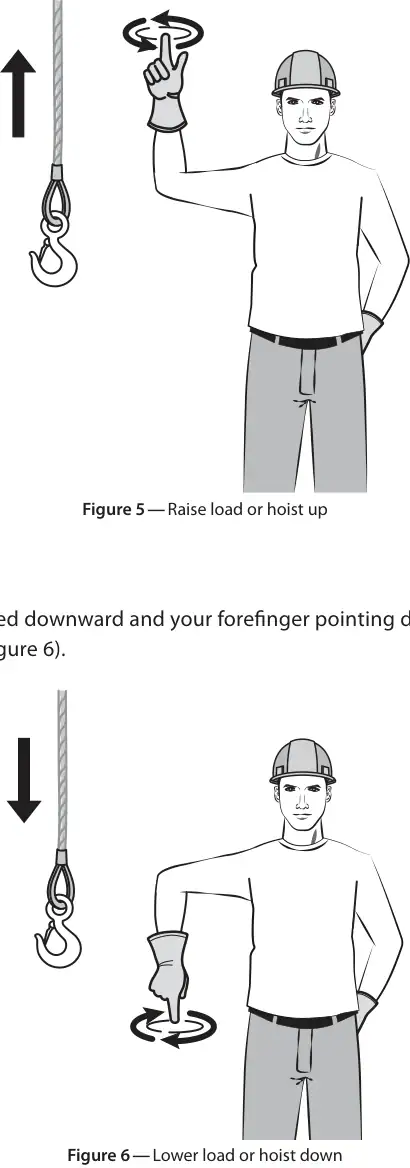 Figure 5 — Raise load or hoist up
ed downward and your forefinger pointing d
gure 6).
Figure 6 — Lower load or hoist down